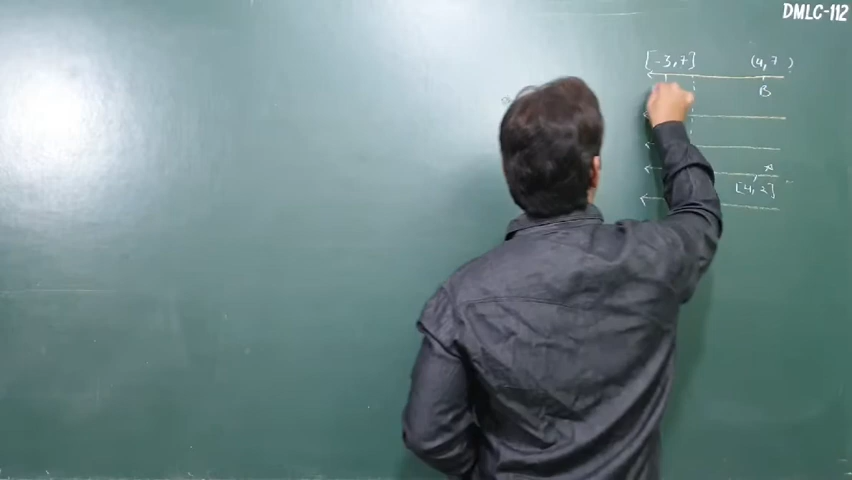 DMLC-112
[-3,7] (4,7 )
B
A
[4,2]